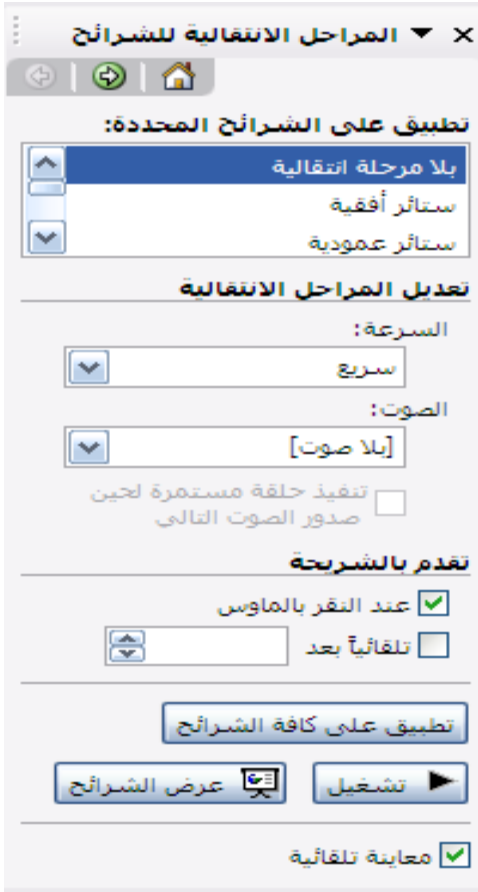 المراحل الانتقالية للشرائح
تطبيق على الشرائح المحددة:
بلا مرحلة انتقالية
ستائر أفقية
ستائر عمودية
تعديل المراحل الانتقالية
السرعة:
سريع
الصوت:
[بلا صوت]
تنفيذ حلقة مستمرة لحين
صدور الصوت التالي
تقدم بالشريحة
عند النقر بالماوس
تلقائياً بعد
تطبيق على كافة الشرائح
تشغيل عرض الشرائح
معاينة تلقائية